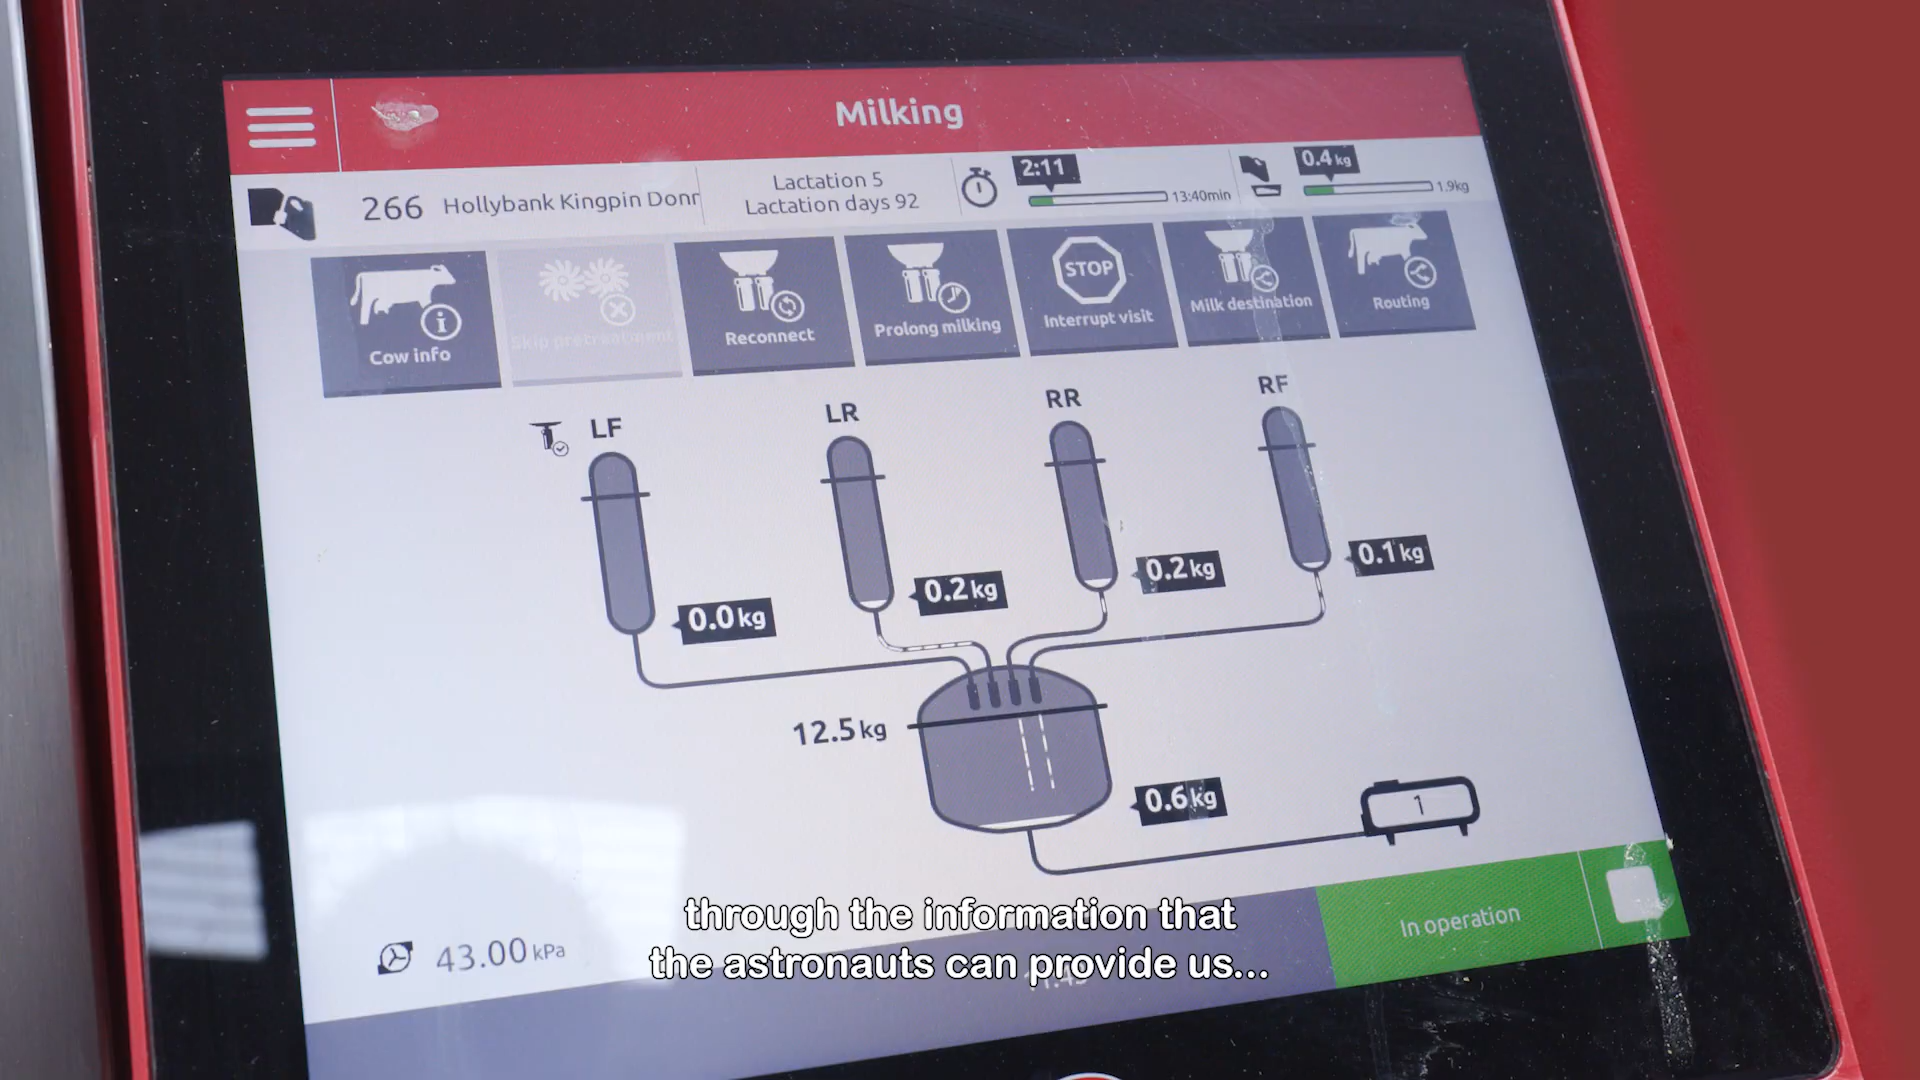 Milking
266 Hollybank Kingpin Donr
Lactation 5
Lactation days 92
2:11
13:40min
0.4 kg
1.9kg
Cow info
Skip pretreatment
Reconnect
Prolong milking
STOP
Interrupt visit
Milk destination
Routing
LF
LR
RR
RF
0.0 kg
0.2 kg
0.2 kg
0.1 kg
12.5 kg
0.6 kg
1
43.00 kPa
In operation
through the information that
the astronauts can provide us...